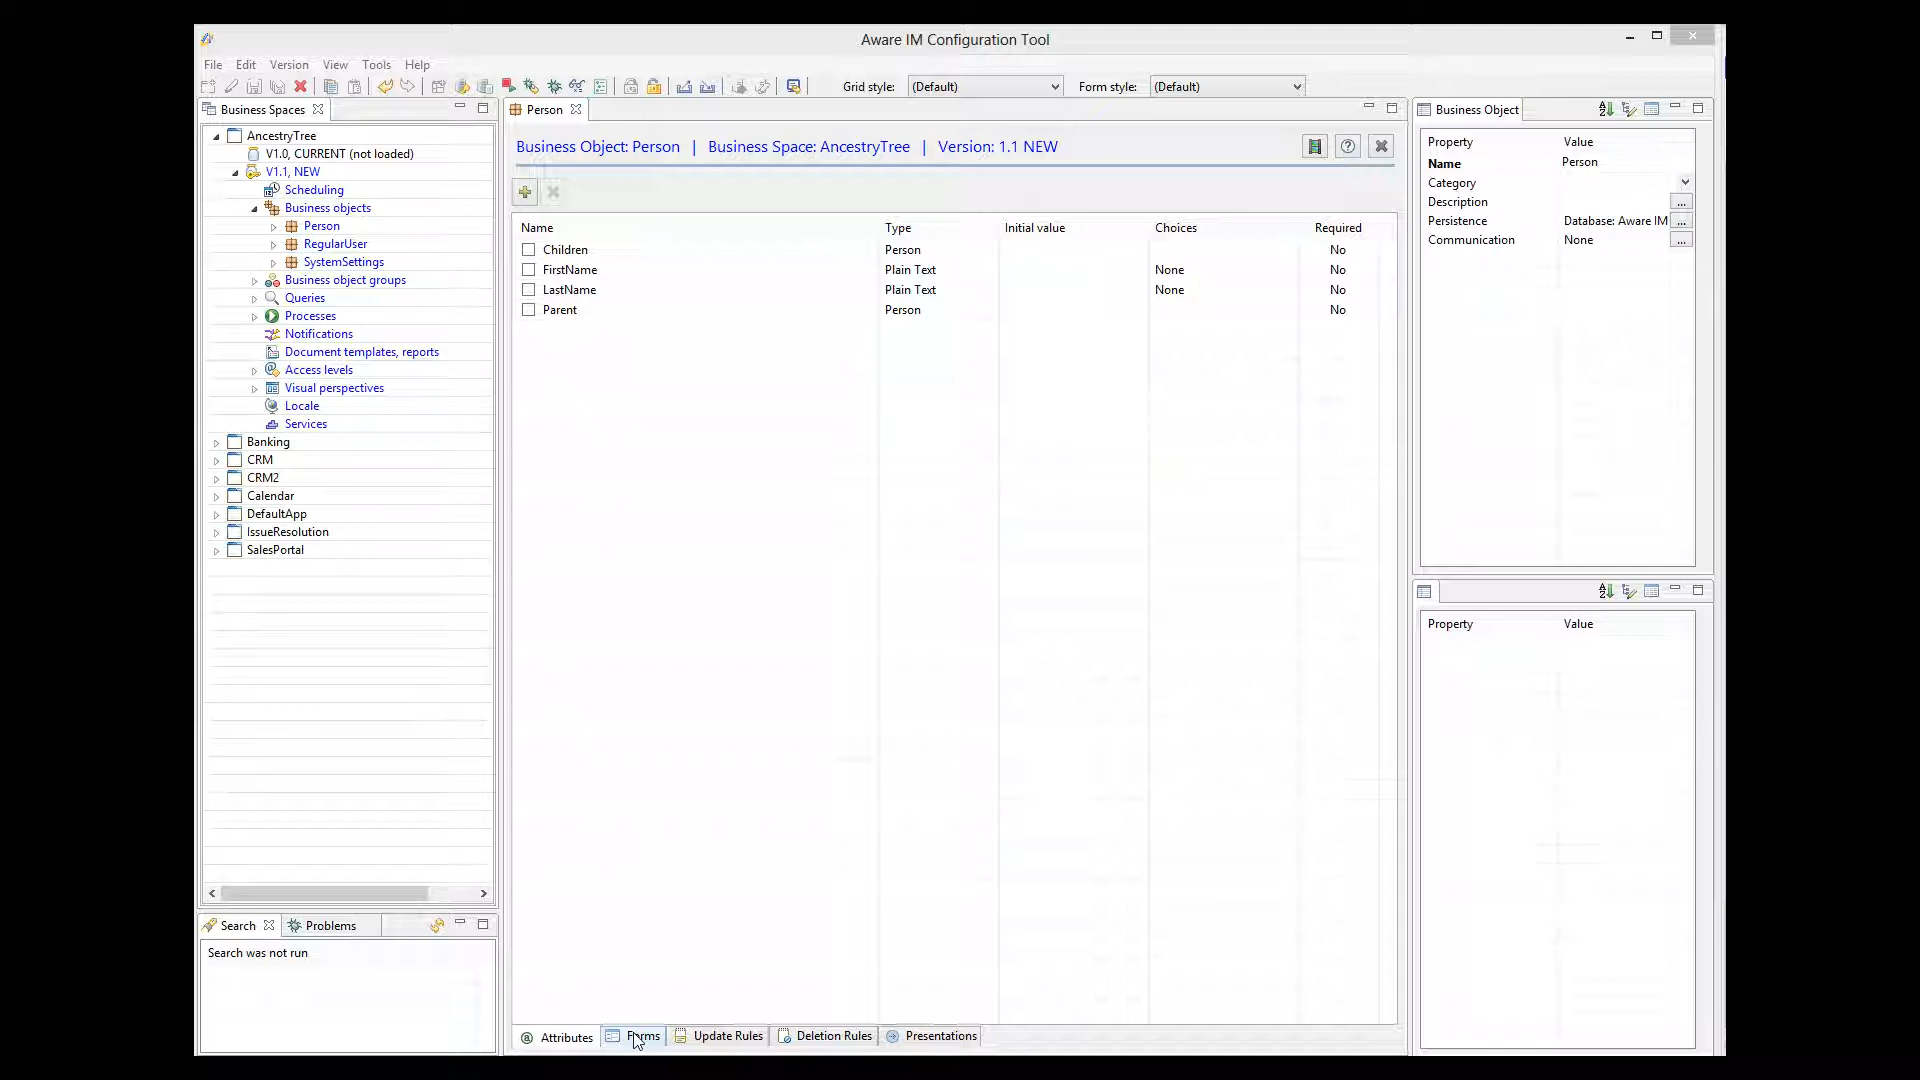 Aware IM Configuration Tool
File Edit Version View Tools Help
Grid style: (Default) Form style: (Default)
Business Spaces
AncestryTree
V1.0, CURRENT (not loaded)
V1.1, NEW
Scheduling
Business objects
Person
RegularUser
SystemSettings
Business object groups
Queries
Processes
Notifications
Document templates, reports
Access levels
Visual perspectives
Locale
Services
Banking
CRM
CRM2
Calendar
DefaultApp
IssueResolution
SalesPortal
Search Problems
Search was not run
Person
Business Object: Person | Business Space: AncestryTree | Version: 1.1 NEW
Name Type Initial value Choices Required
Children Person No
FirstName Plain Text None No
LastName Plain Text None No
Parent Person No
Attributes Forms Update Rules Deletion Rules Presentations
Business Object
Property Value
Name Person
Category
Description ...
Persistence Database: Aware IM ...
Communication None ...
Property Value